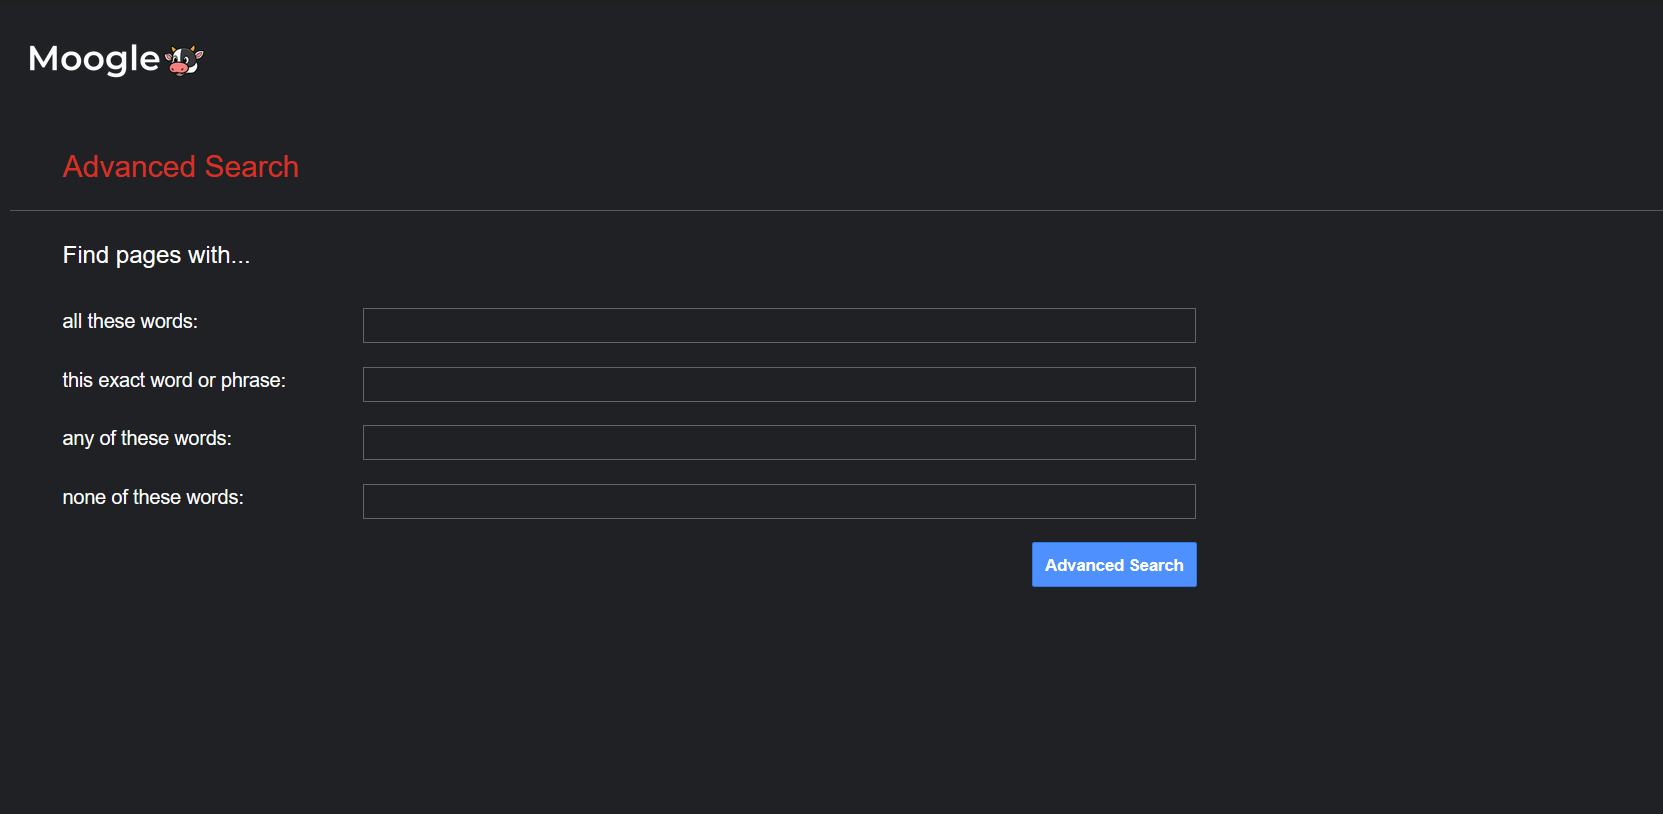 Moogle
Advanced Search
Find pages with...
all these words:
this exact word or phrase:
any of these words:
none of these words:
Advanced Search